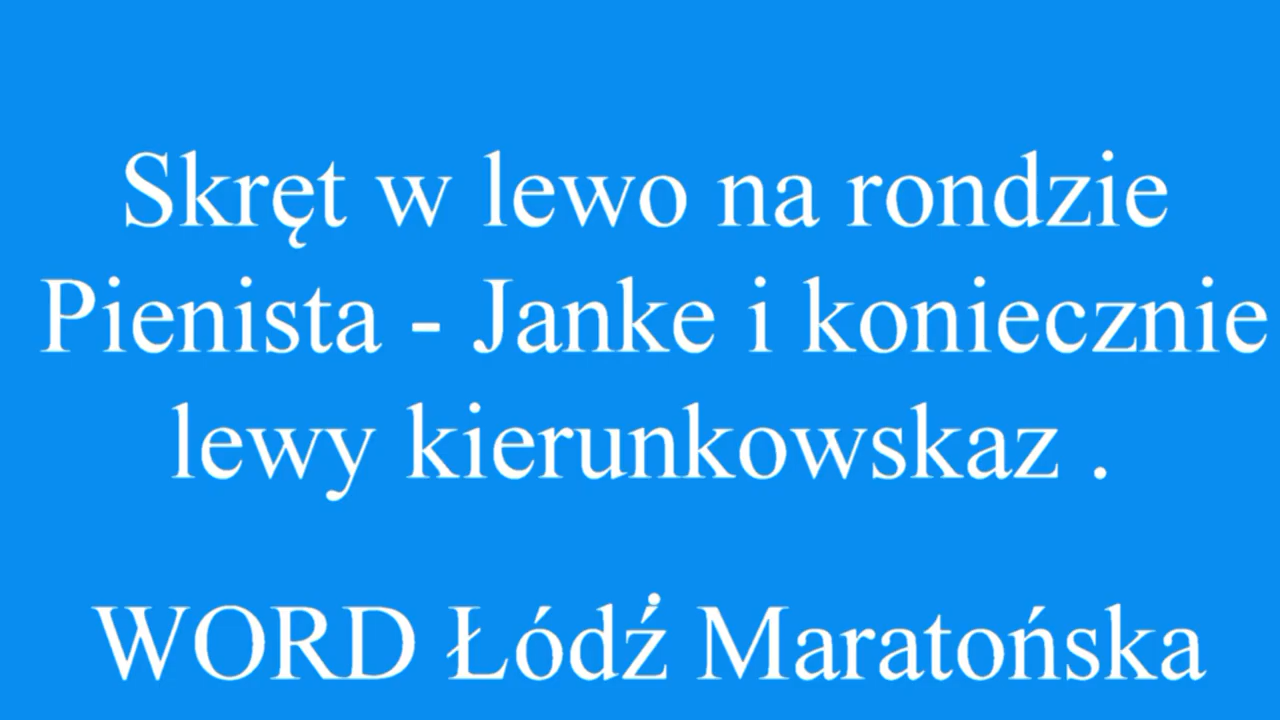 Skręt w lewo na rondzie
Pienista - Janke i koniecznie
lewy kierunkowskaz .
WORD Łódź Maratońska